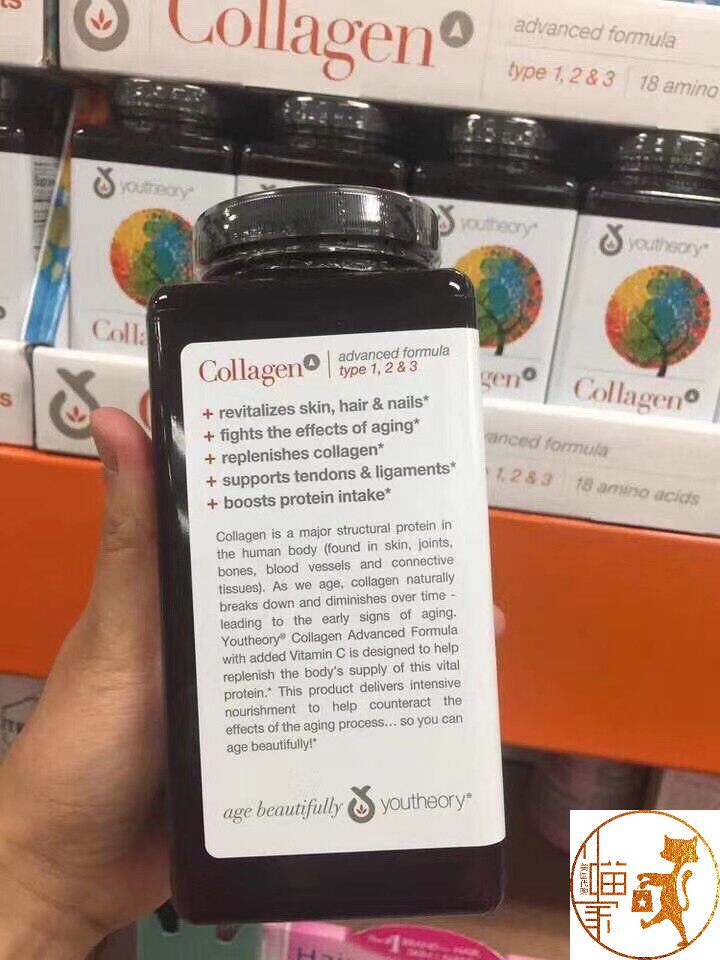 Collagen
advanced formula
type 1, 2 & 3
18 amino
youtheory®
youtheory®
youtheory®
Colla
gen
Collagen
anced formula
1, 2 & 3
18 amino acids
Collagen
advanced formula
type 1, 2 & 3
+ revitalizes skin, hair & nails*
+ fights the effects of aging*
+ replenishes collagen*
+ supports tendons & ligaments*
+ boosts protein intake*
Collagen is a major structural protein in
the human body (found in skin, joints,
bones, blood vessels and connective
tissues). As we age, collagen naturally
breaks down and diminishes over time -
leading to the early signs of aging.
Youtheory® Collagen Advanced Formula
with added Vitamin C is designed to help
replenish the body's supply of this vital
protein.* This product delivers intensive
nourishment to help counteract the
effects of the aging process... so you can
age beautifully!*
age beautifully
youtheory®
#1